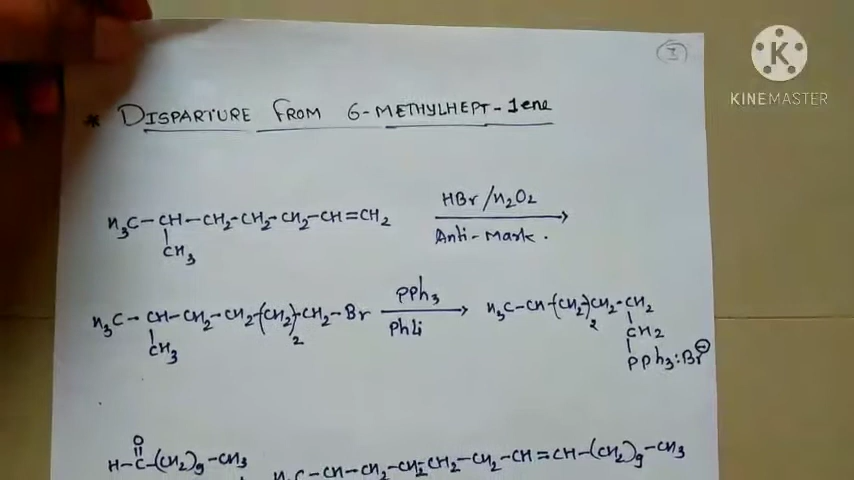 I
K
KINEMASTER
* DISPARTURE FROM 6-METHYLHEPT-1ene
H3C-CH-CH2-CH2-CH2-CH=CH2
CH3
HBr/H2O2
Anti-Mark.
H3C-CH-CH2-CH2-(CH2)2-CH2-Br
CH3
PPh3
PhLi
H3C-CH-(CH2)2CH2-CH2
CH2
PPh3:Br⊖
O
H-C-(CH2)9-CH3
H3C-CH-CH2-CH2-CH2-CH2-CH=CH-(CH2)9-CH3